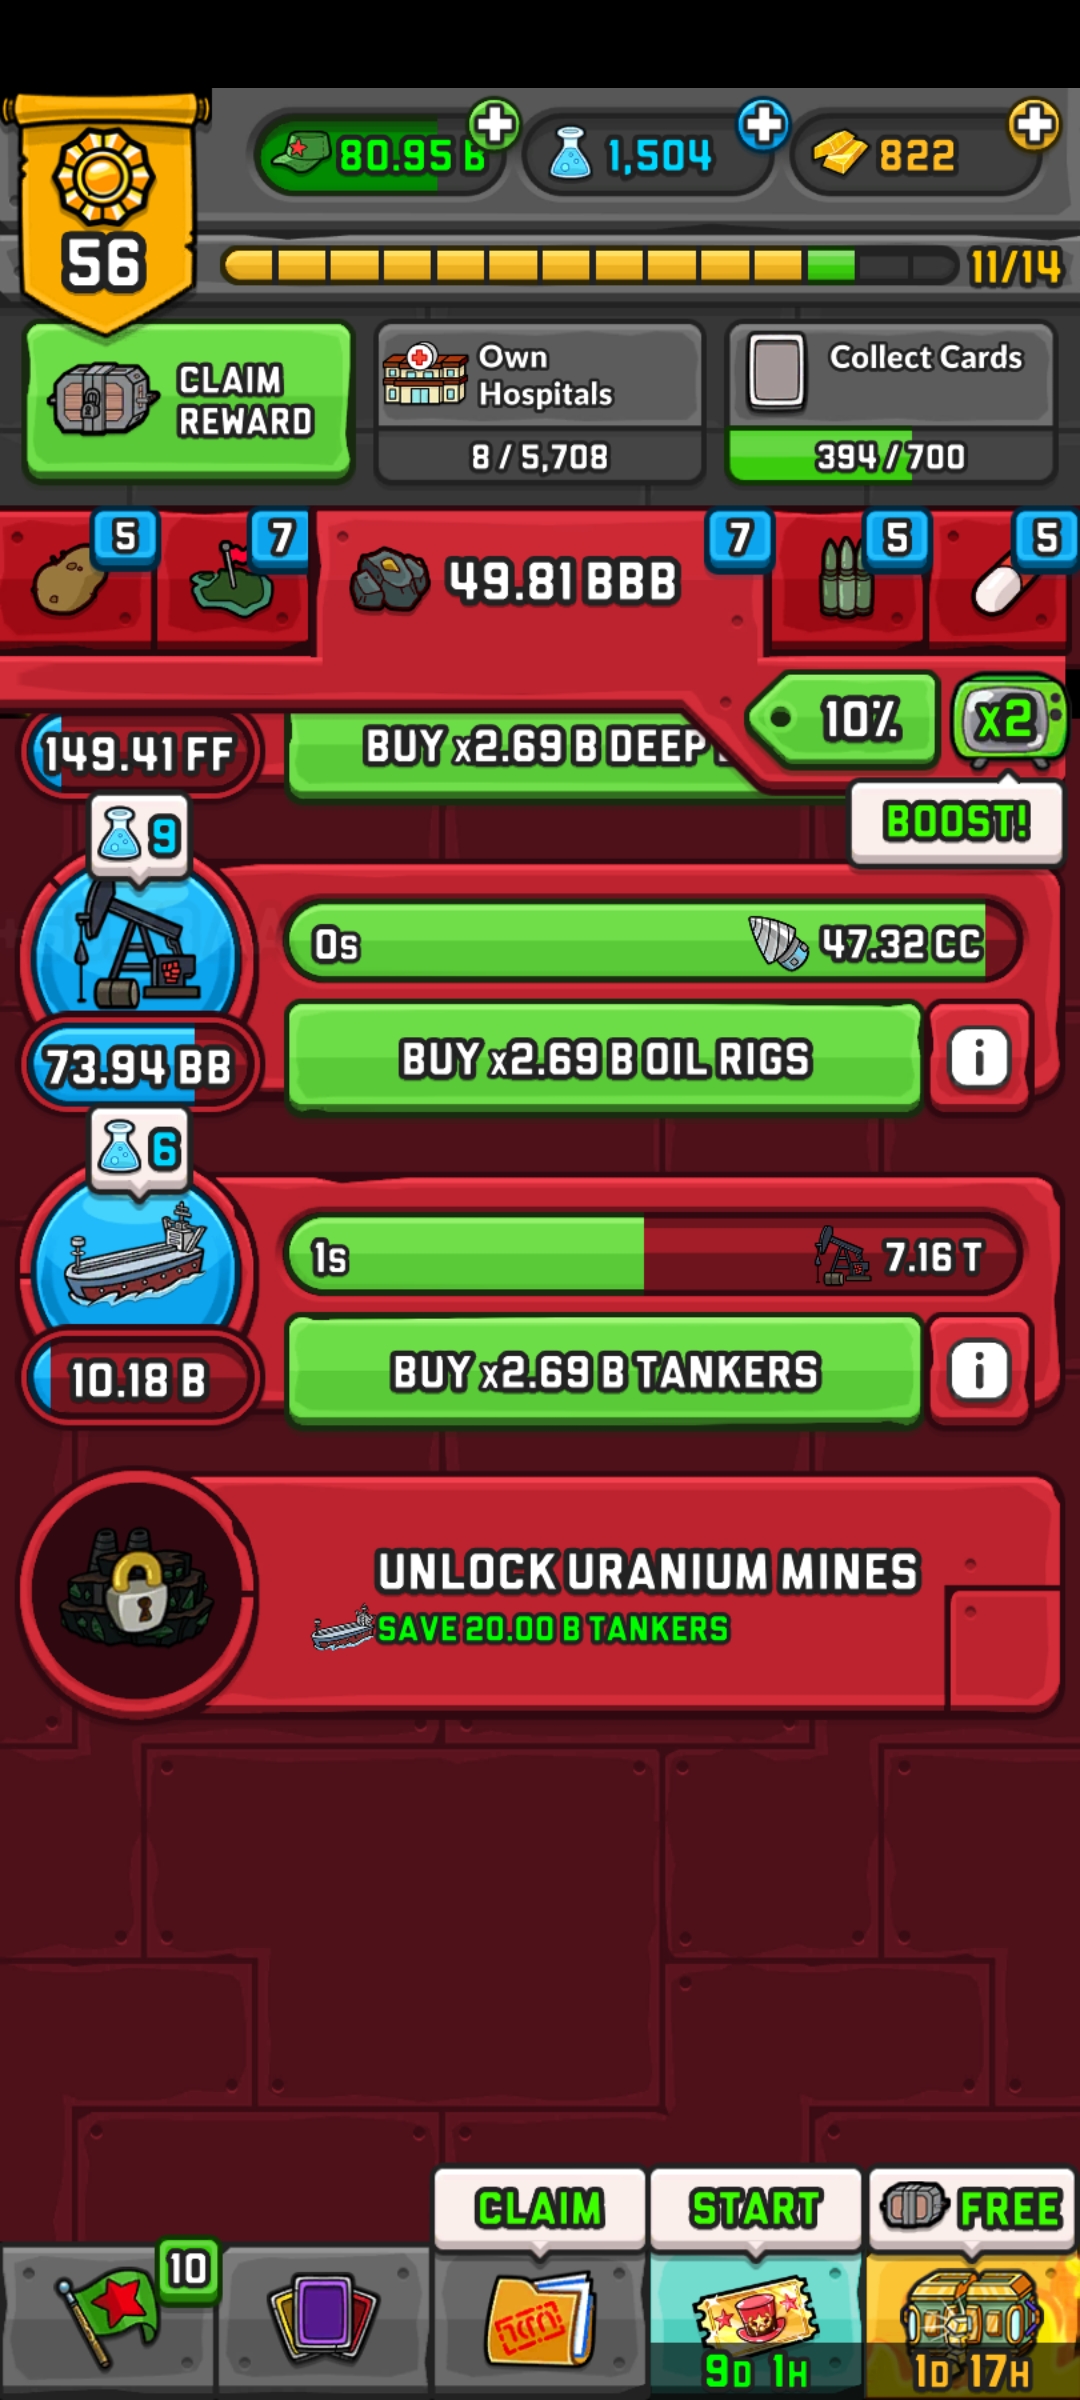 80.95 B
1,504
822
56
11/14
CLAIM
REWARD
Own
Hospitals
8 / 5,708
Collect Cards
394 / 700
5
7
49.81 BBB
7
5
5
10%
x2
149.41 FF
BUY x2.69 B DEEP
BOOST!
9
0s
47.32 CC
73.94 BB
BUY x2.69 B OIL RIGS
i
6
1s
7.16 T
10.18 B
BUY x2.69 B TANKERS
i
UNLOCK URANIUM MINES
SAVE 20.00 B TANKERS
CLAIM
START
FREE
10
9D 1H
1D 17H